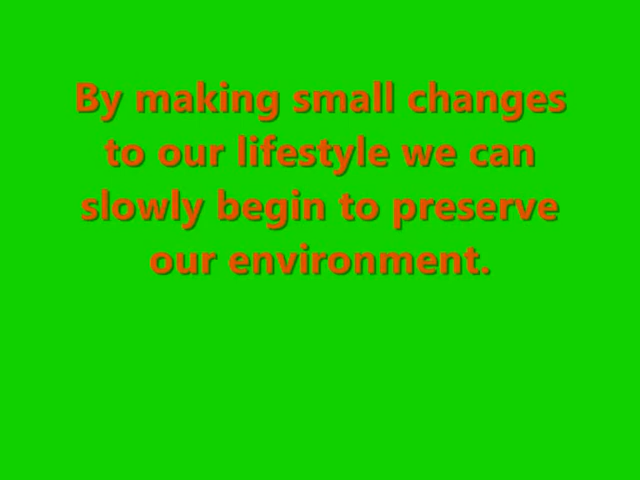 By making small changes
to our lifestyle we can
slowly begin to preserve
our environment.